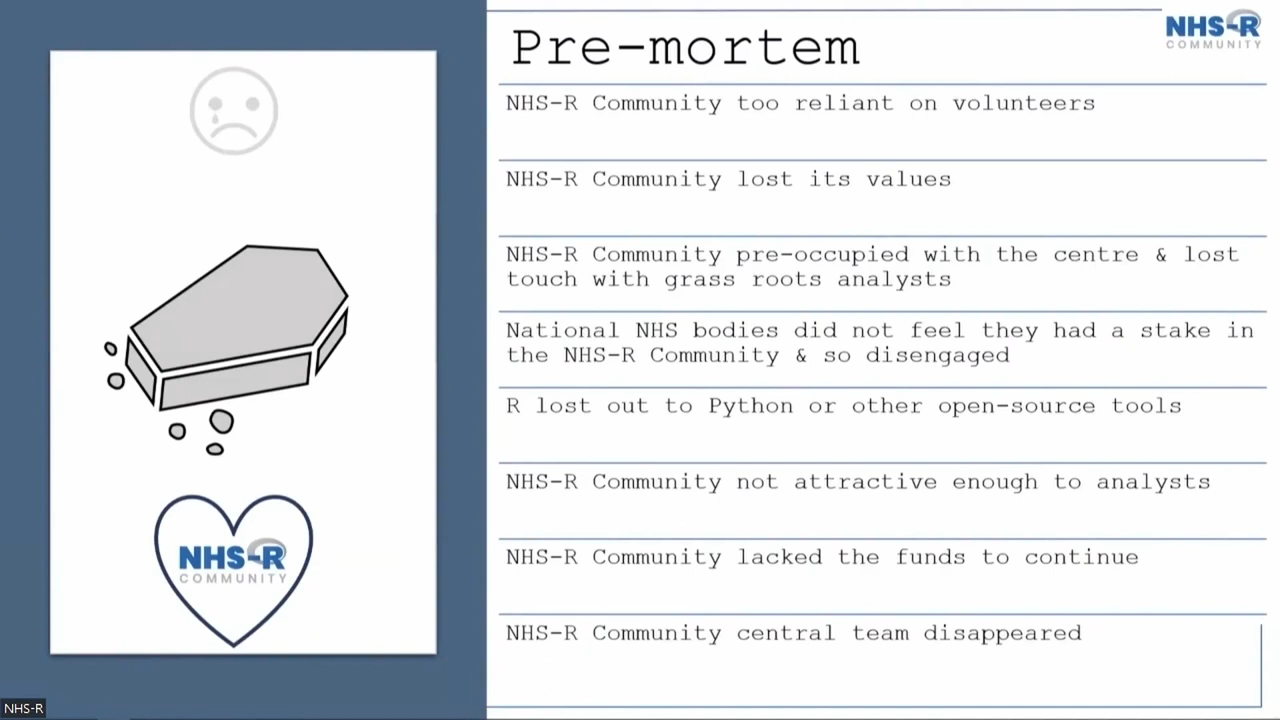 Pre-mortem
NHS-R
COMMUNITY
NHS-R Community too reliant on volunteers
NHS-R Community lost its values
NHS-R Community pre-occupied with the centre & lost
touch with grass roots analysts
National NHS bodies did not feel they had a stake in
the NHS-R Community & so disengaged
R lost out to Python or other open-source tools
NHS-R Community not attractive enough to analysts
NHS-R Community lacked the funds to continue
NHS-R Community central team disappeared
NHS-R
COMMUNITY
NHS-R